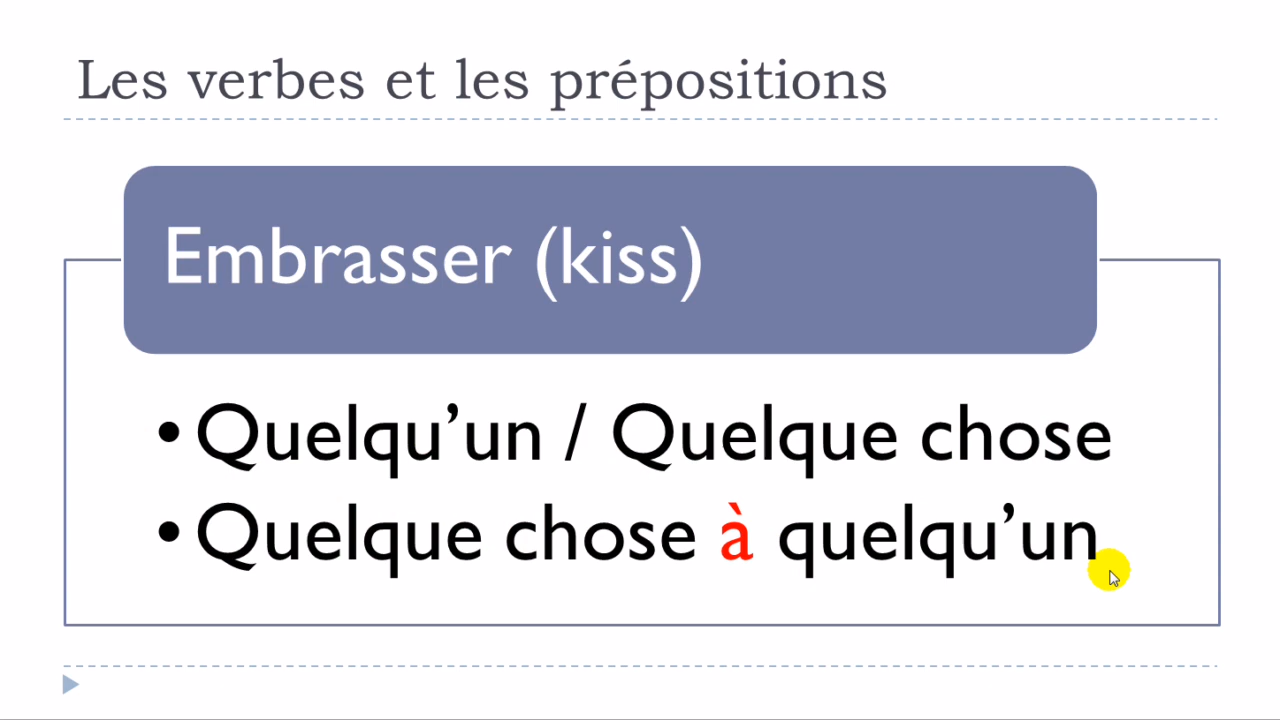 Les verbes et les prépositions
Embrasser (kiss)
•Quelqu’un / Quelque chose
•Quelque chose à quelqu’un